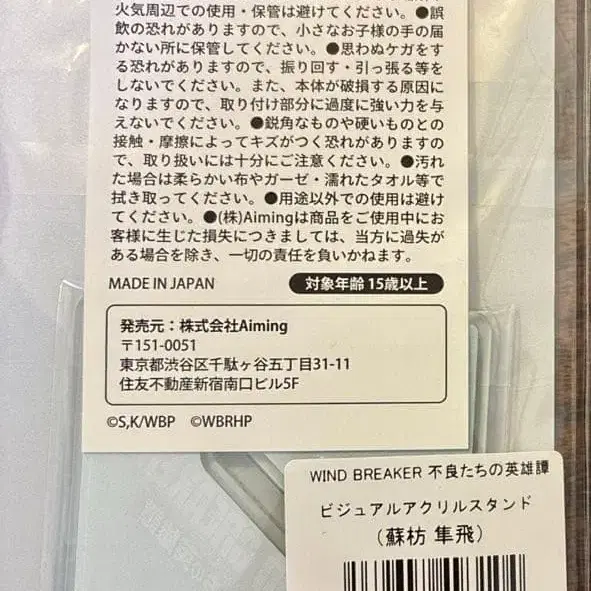 火気周辺での使用・保管は避けてください。●誤
飲の恐れがありますので、小さなお子様の手の届
かない所に保管してください。●思わぬケガをす
る恐れがありますので、振り回す・引っ張る等を
しないでください。また、本体が破損する原因に
なりますので、取り付け部分に過度に強い力を与
えないでください。●鋭角なものや硬いものとの
接触・摩擦によってキズがつく恐れがありますの
で、取り扱いには十分にご注意ください。●汚れ
た場合は柔らかい布やガーゼ・濡れたタオル等で
拭き取ってください。●用途以外での使用は避け
てください。●(株)Aimingは商品をご使用中にお
客様に生じた損失につきましては、当方に過失が
ある場合を除き、一切の責任を負いかねます。
MADE IN JAPAN 対象年齢 15歳以上
発売元：株式会社Aiming
〒151-0051
東京都渋谷区千駄ヶ谷五丁目31-11
住友不動産新宿南口ビル5F
©S,K/WBP ©WBRHP
WIND BREAKER 不良たちの英雄譚
ビジュアルアクリルスタンド
（蘇枋 隼飛）